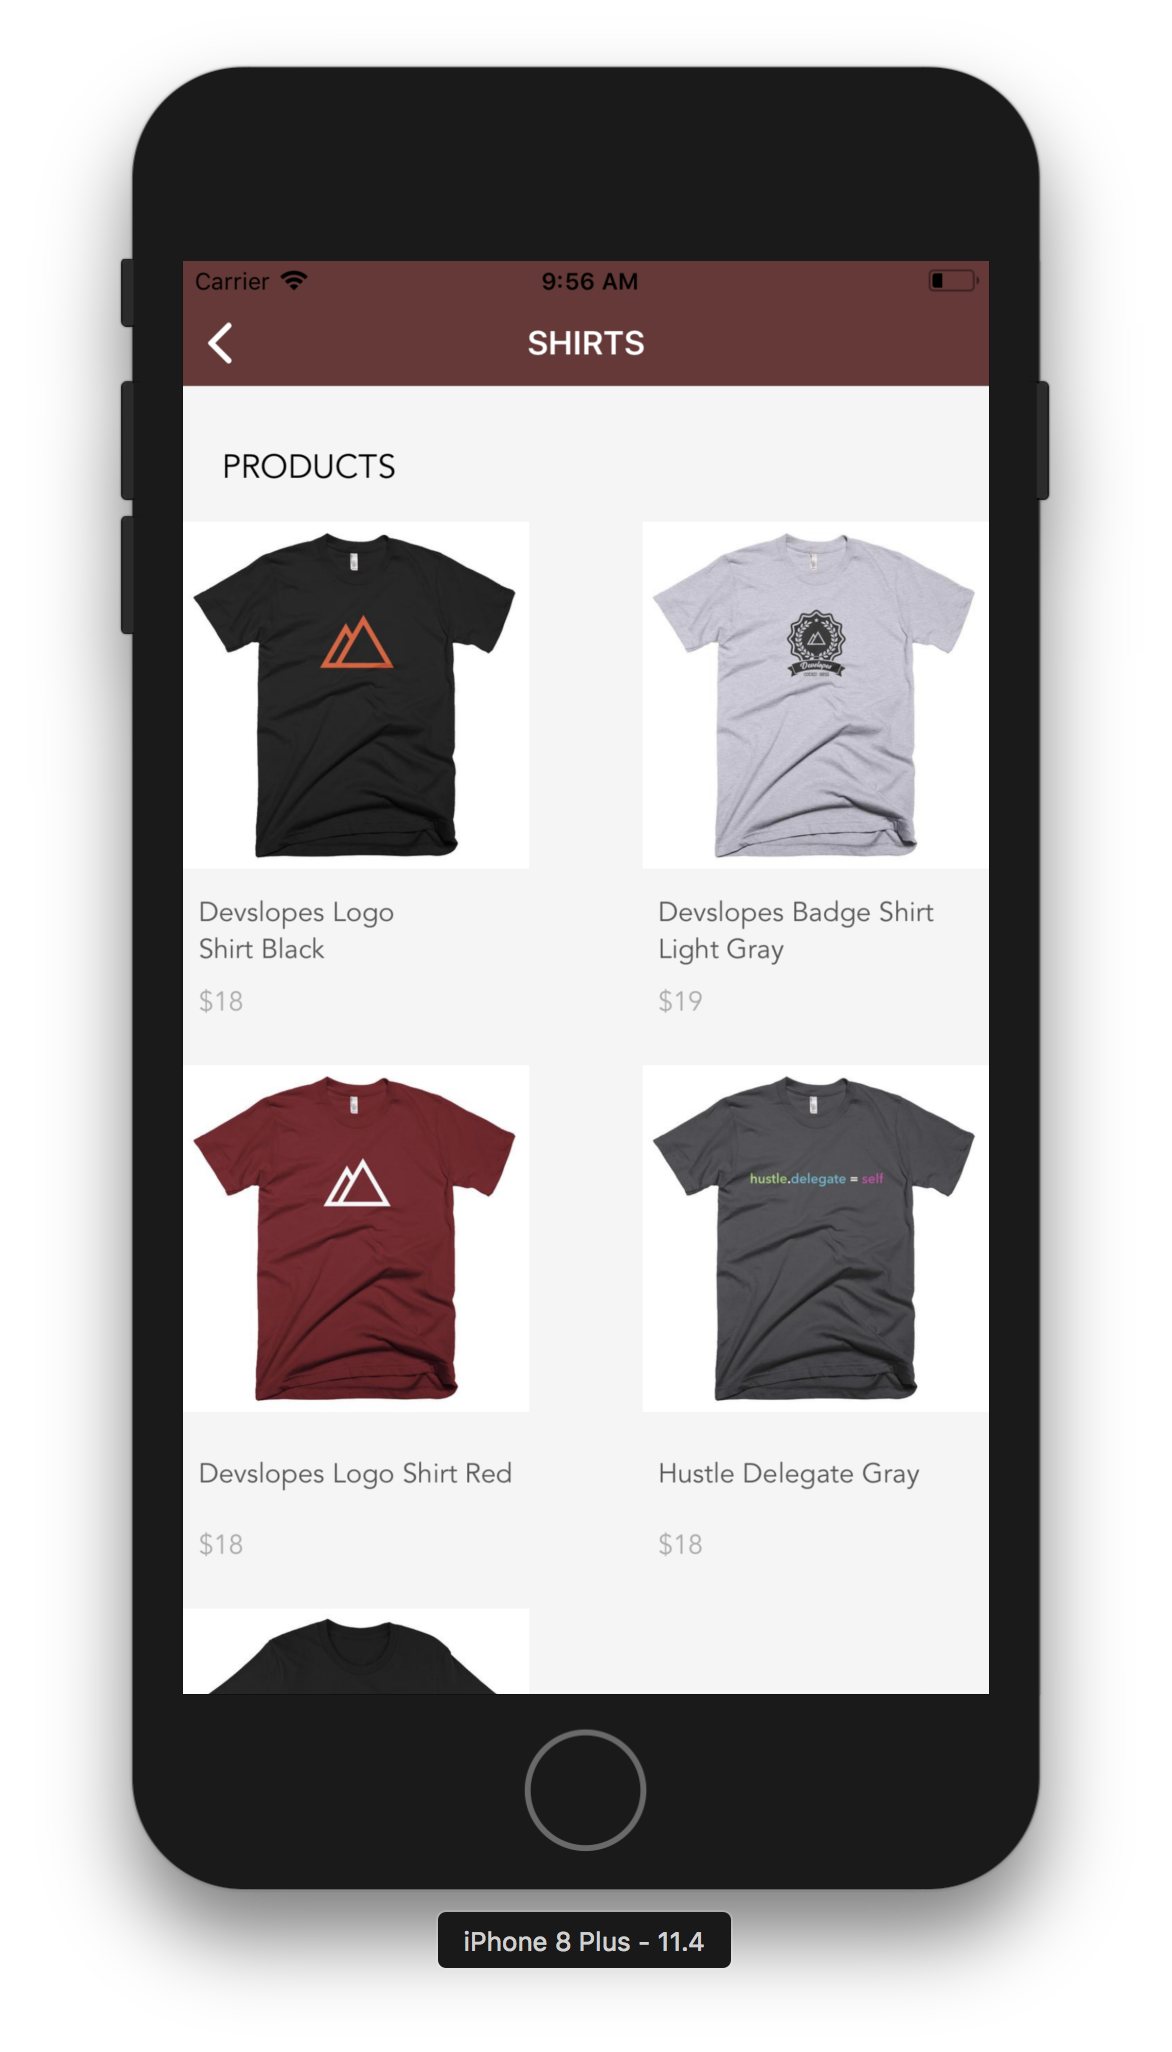 Carrier
9:56 AM
SHIRTS
PRODUCTS
Devslopes
Devslopes Logo
Shirt Black
$18
Devslopes Badge Shirt
Light Gray
$19
hustle.delegate = self
Devslopes Logo Shirt Red
$18
Hustle Delegate Gray
$18
iPhone 8 Plus - 11.4